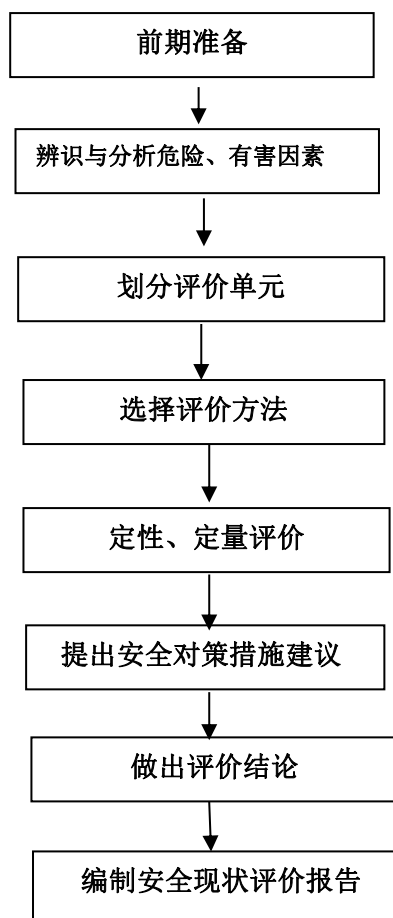 前期准备
辨识与分析危险、有害因素
划分评价单元
选择评价方法
定性、定量评价
提出安全对策措施建议
做出评价结论
编制安全现状评价报告